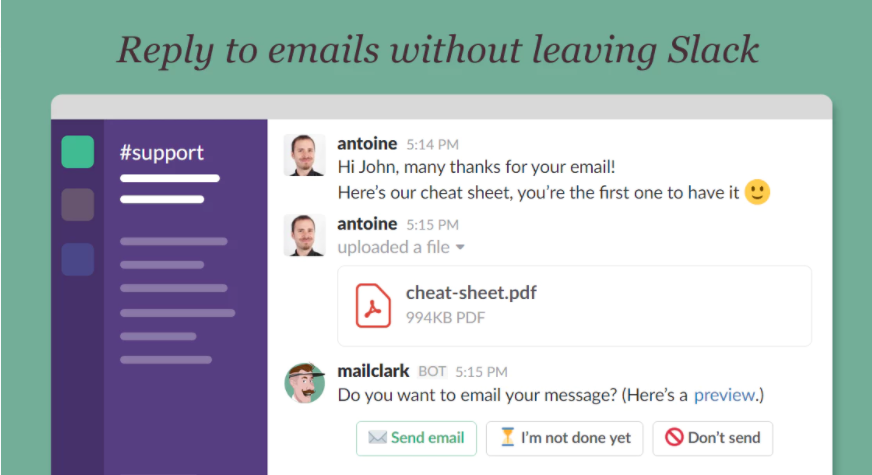 Reply to emails without leaving Slack
#support
antoine 5:14 PM
Hi John, many thanks for your email!
Here's our cheat sheet, you're the first one to have it
antoine 5:15 PM
uploaded a file
cheat-sheet.pdf
994KB PDF
mailclark BOT 5:15 PM
Do you want to email your message? (Here's a preview.)
Send email I'm not done yet Don't send